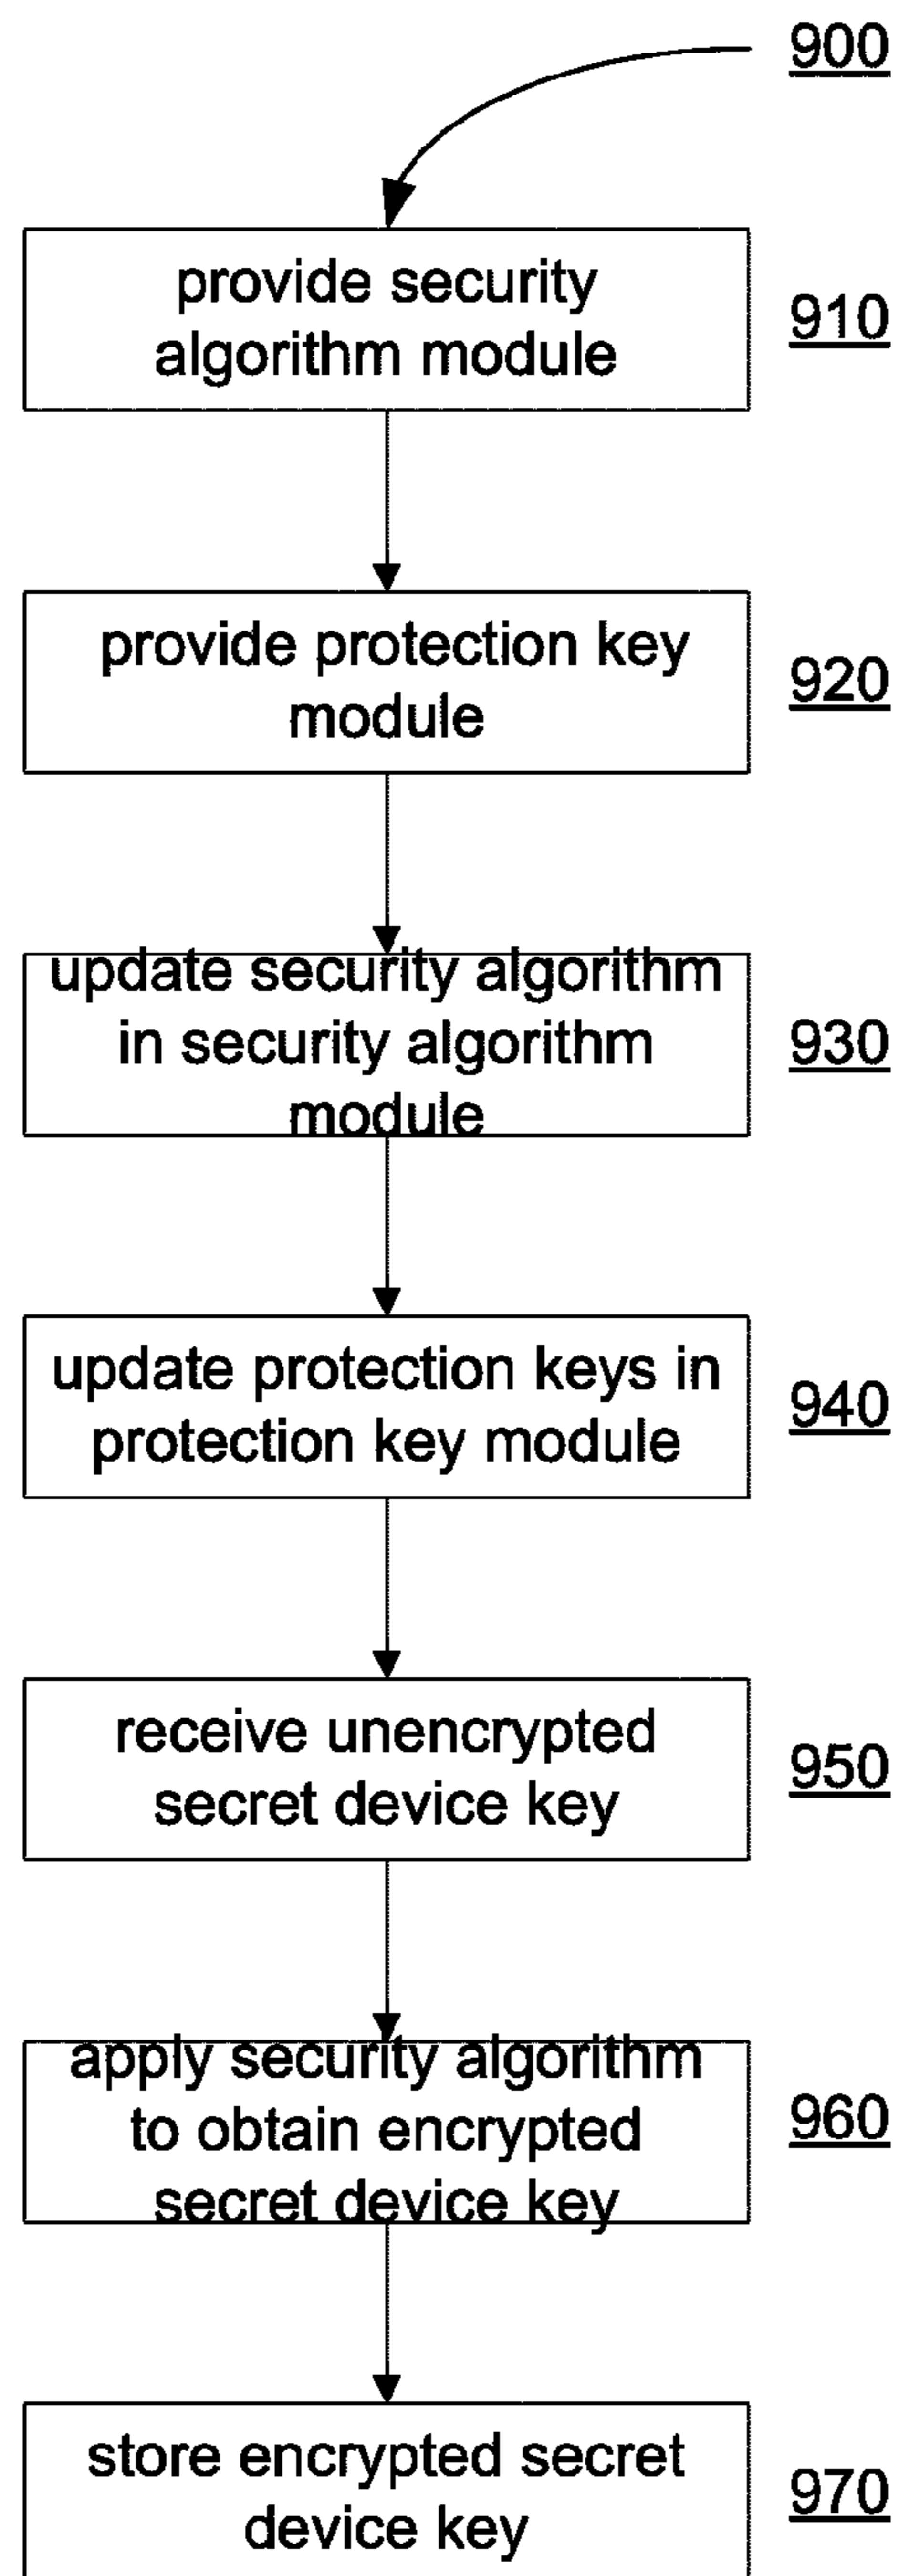 900
provide security
algorithm module
910
provide protection key
module
920
update security algorithm
in security algorithm
module
930
update protection keys in
protection key module
940
receive unencrypted
secret device key
950
apply security algorithm
to obtain encrypted
secret device key
960
store encrypted secret
device key
970